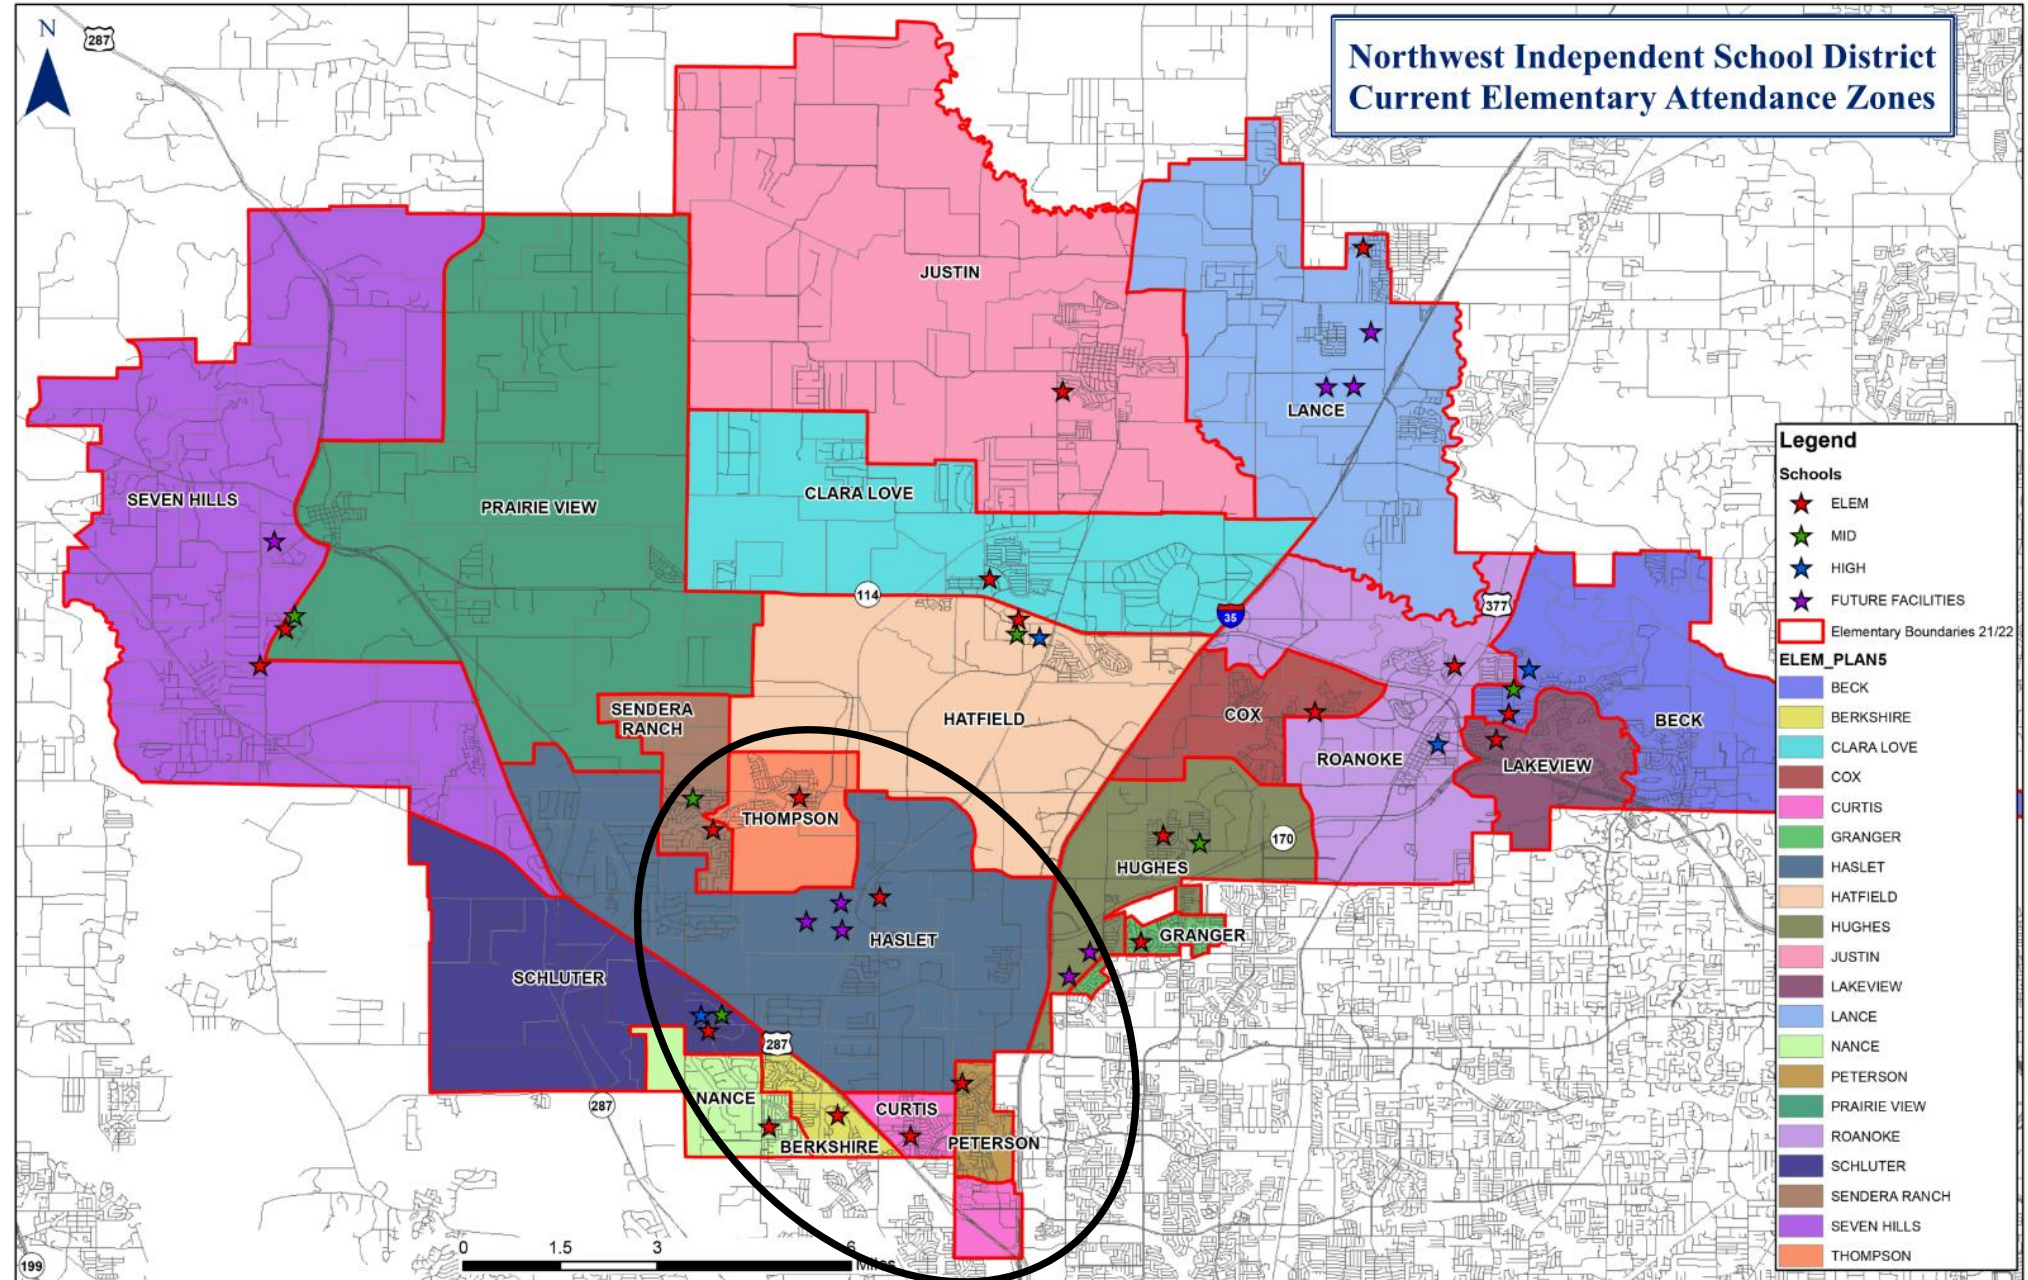 N
287
Northwest Independent School District
Current Elementary Attendance Zones
JUSTIN
LANCE
SEVEN HILLS
PRAIRIE VIEW
CLARA LOVE
114
35
377
SENDERA
RANCH
HATFIELD
COX
ROANOKE
LAKEVIEW
BECK
THOMPSON
HUGHES
170
HASLET
GRANGER
SCHLUTER
287
287
NANCE
CURTIS
BERKSHIRE
PETERSON
0 1.5 3 6
Miles
199
Legend
Schools
ELEM
MID
HIGH
FUTURE FACILITIES
Elementary Boundaries 21/22
ELEM_PLAN5
BECK
BERKSHIRE
CLARA LOVE
COX
CURTIS
GRANGER
HASLET
HATFIELD
HUGHES
JUSTIN
LAKEVIEW
LANCE
NANCE
PETERSON
PRAIRIE VIEW
ROANOKE
SCHLUTER
SENDERA RANCH
SEVEN HILLS
THOMPSON